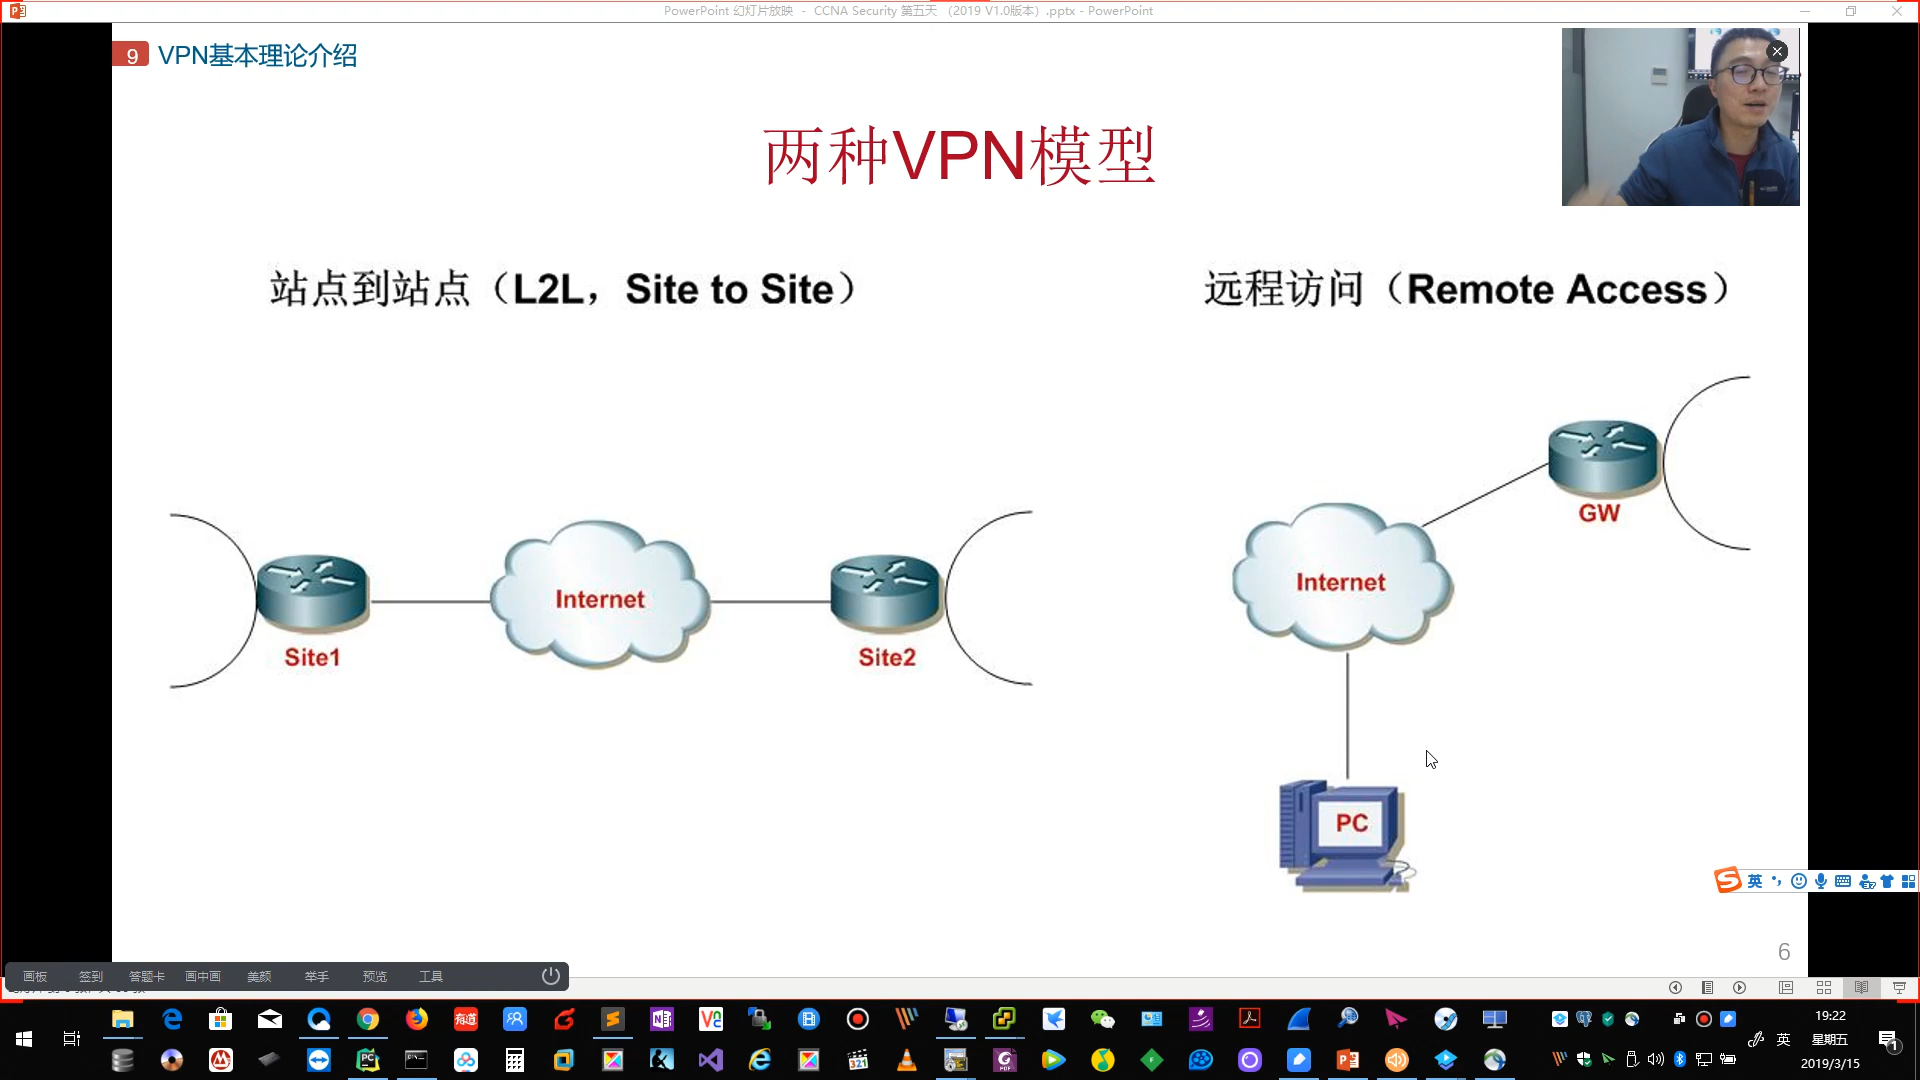 PowerPoint 幻灯片放映 - CCNA Security 第五天 （2019 V1.0版本）.pptx - PowerPoint
9 VPN基本理论介绍
两种VPN模型
站点到站点（L2L，Site to Site）
远程访问（Remote Access）
GW
Internet
Internet
Site1
Site2
PC
英
6
画板 签到 答题卡 画中画 美颜 举手 预览 工具
有道
19:22
英 星期五
2019/3/15